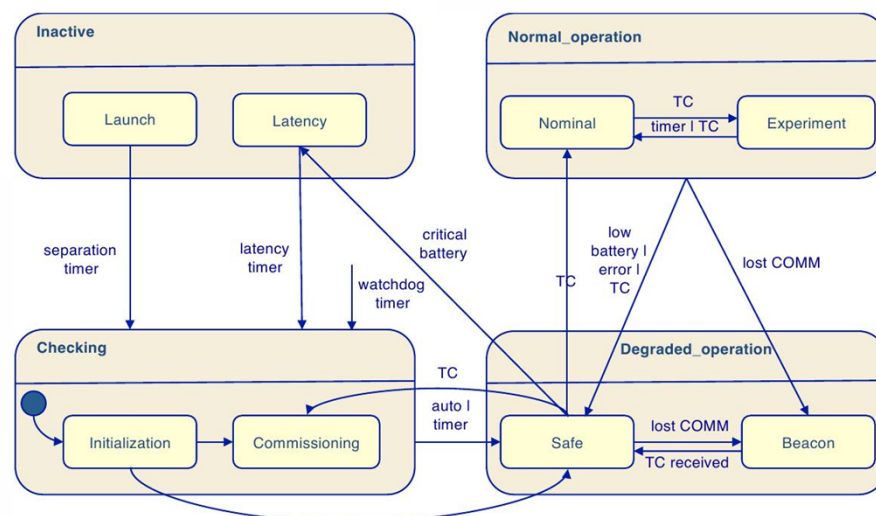 Inactive
Launch
Latency
Normal_operation
Nominal
TC
timer | TC
Experiment
separation
timer
latency
timer
watchdog
timer
critical
battery
TC
low
battery |
error |
TC
lost COMM
Checking
Initialization
Commissioning
TC
auto |
timer
Degraded_operation
Safe
lost COMM
TC received
Beacon